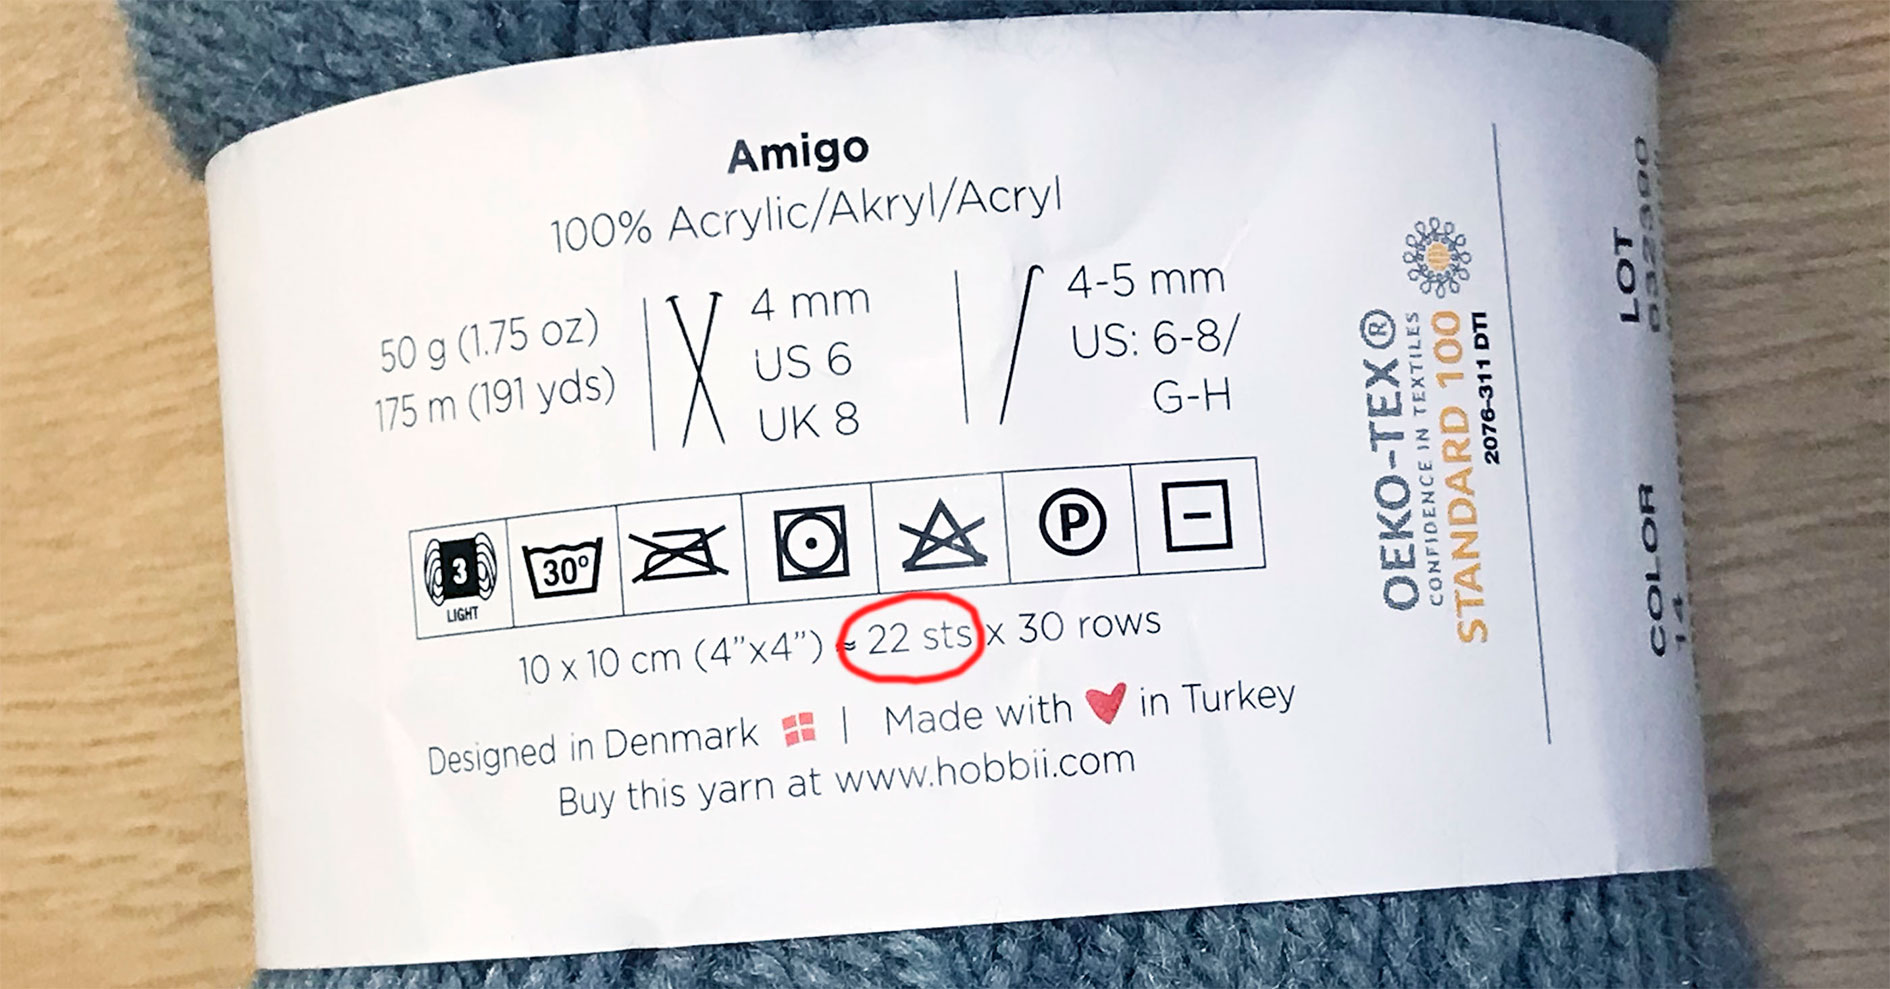 Amigo
100% Acrylic/Akryl/Acryl
50 g (1.75 oz)
175 m (191 yds)
4 mm
US 6
UK 8
4-5 mm
US: 6-8/
G-H
3
LIGHT
30°
P
10 x 10 cm (4”x4”) ≈ 22 sts x 30 rows
Designed in Denmark | Made with ♥ in Turkey
Buy this yarn at www.hobbii.com
OEKO-TEX®
CONFIDENCE IN TEXTILES
STANDARD 100
2076-311 DTI
LOT
COLOR
14